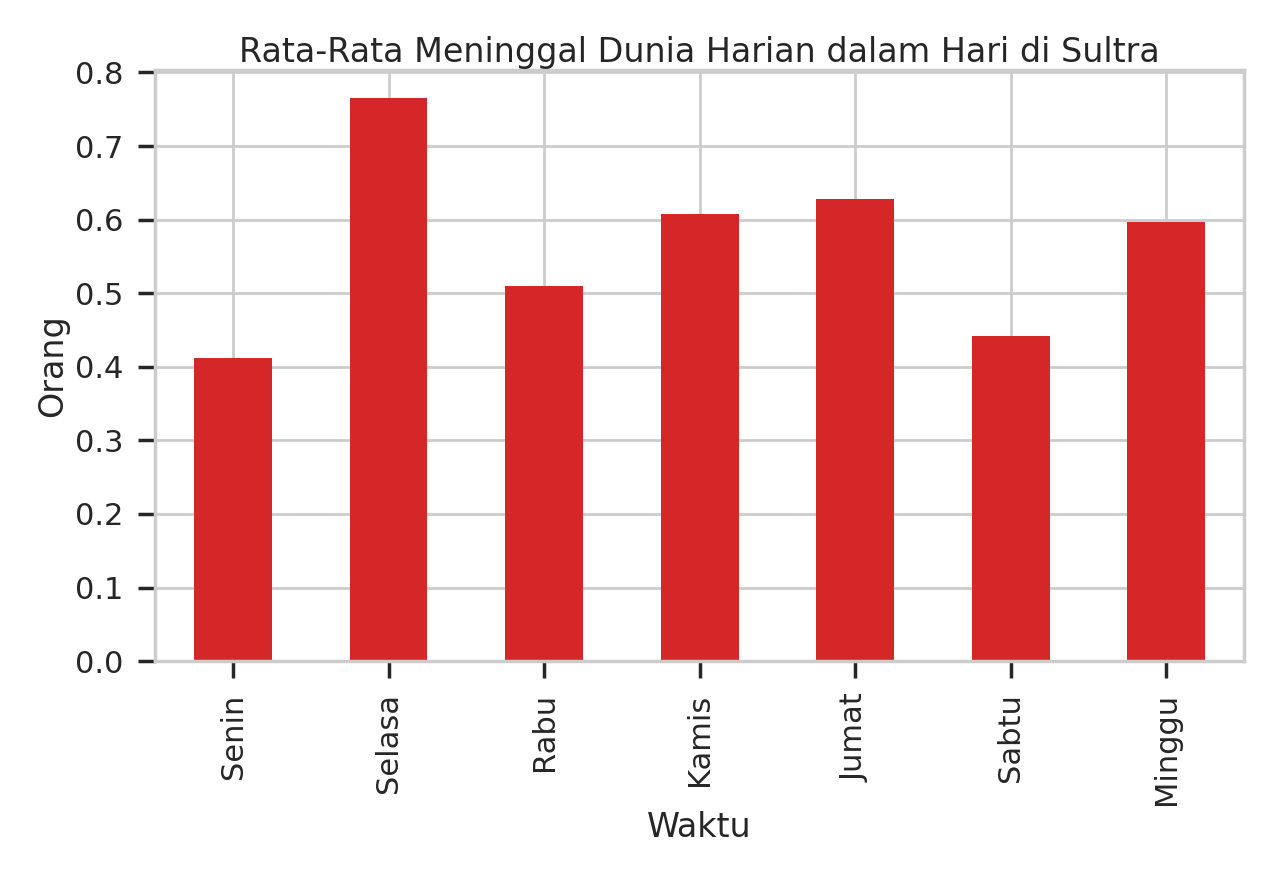 Rata-Rata Meninggal Dunia Harian dalam Hari di Sultra
0.8
0.7
0.6
0.5
0.4
0.3
0.2
0.1
0.0
Orang
Senin
Selasa
Rabu
Kamis
Jumat
Sabtu
Minggu
Waktu